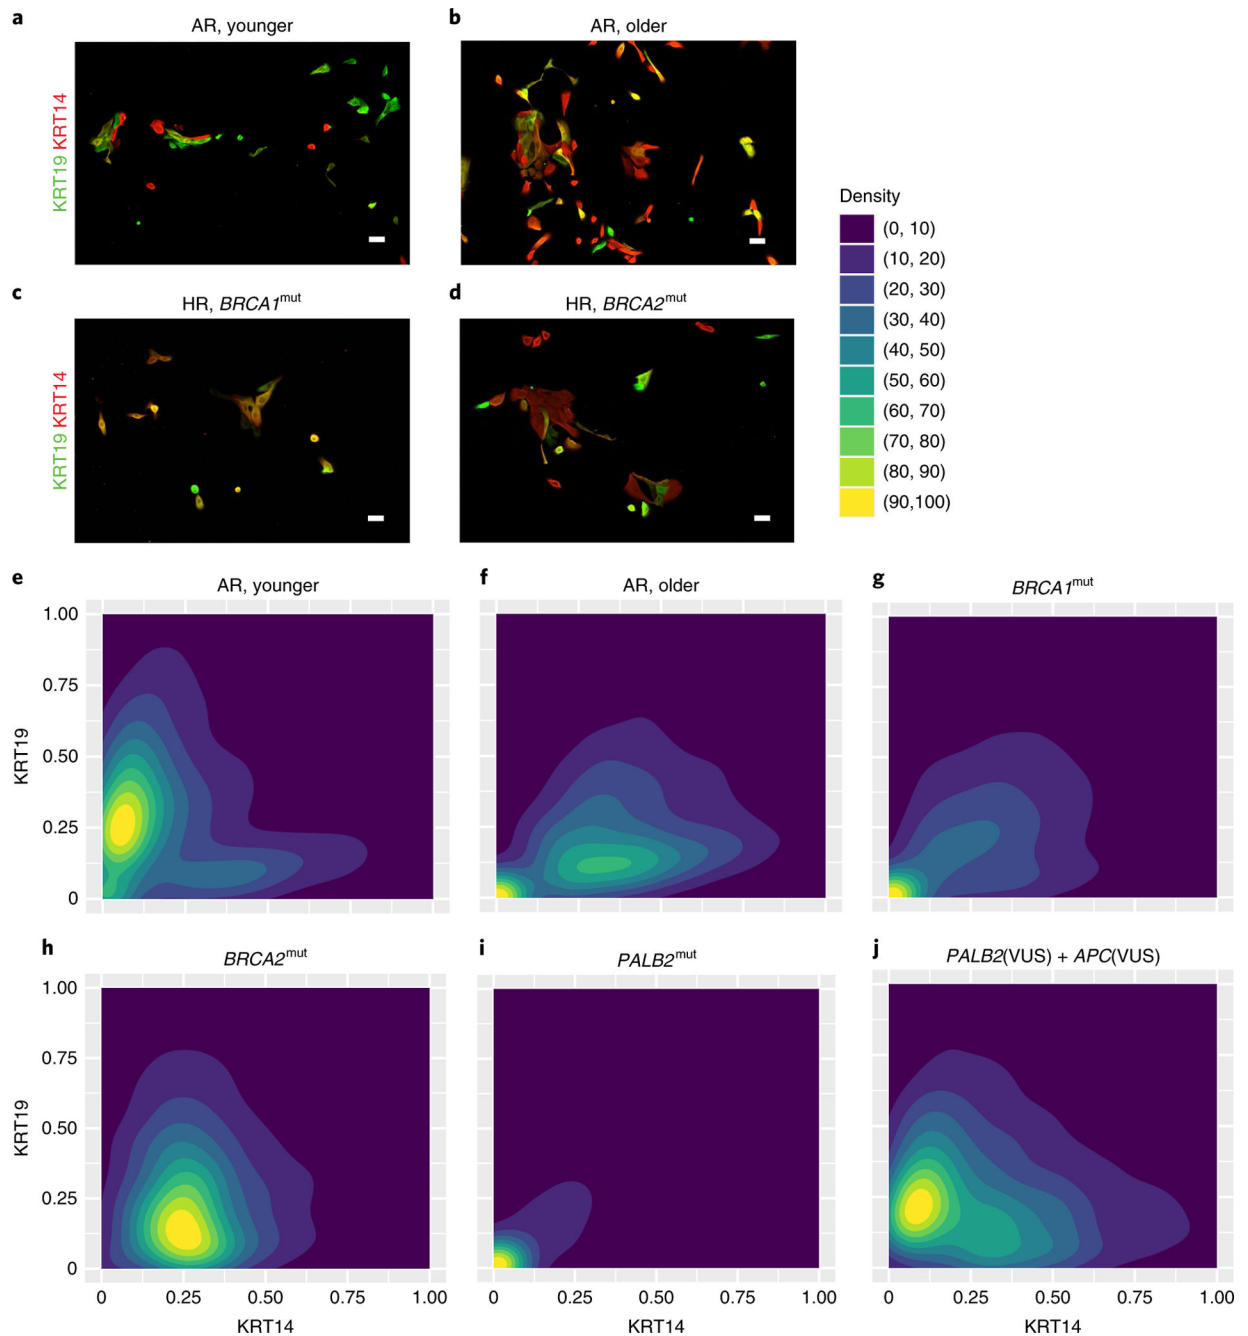 a
AR, younger
b
AR, older
KRT19 KRT14
c
HR, BRCA1mut
d
HR, BRCA2mut
KRT19 KRT14
Density
(0, 10)
(10, 20)
(20, 30)
(30, 40)
(40, 50)
(50, 60)
(60, 70)
(70, 80)
(80, 90)
(90,100)
e
AR, younger
f
AR, older
g
BRCA1mut
1.00
0.75
0.50
0.25
0
KRT19
h
BRCA2mut
i
PALB2mut
j
PALB2(VUS) + APC(VUS)
1.00
0.75
0.50
0.25
0
KRT19
0 0.25 0.50 0.75 1.00
0 0.25 0.50 0.75 1.00
0 0.25 0.50 0.75 1.00
KRT14
KRT14
KRT14